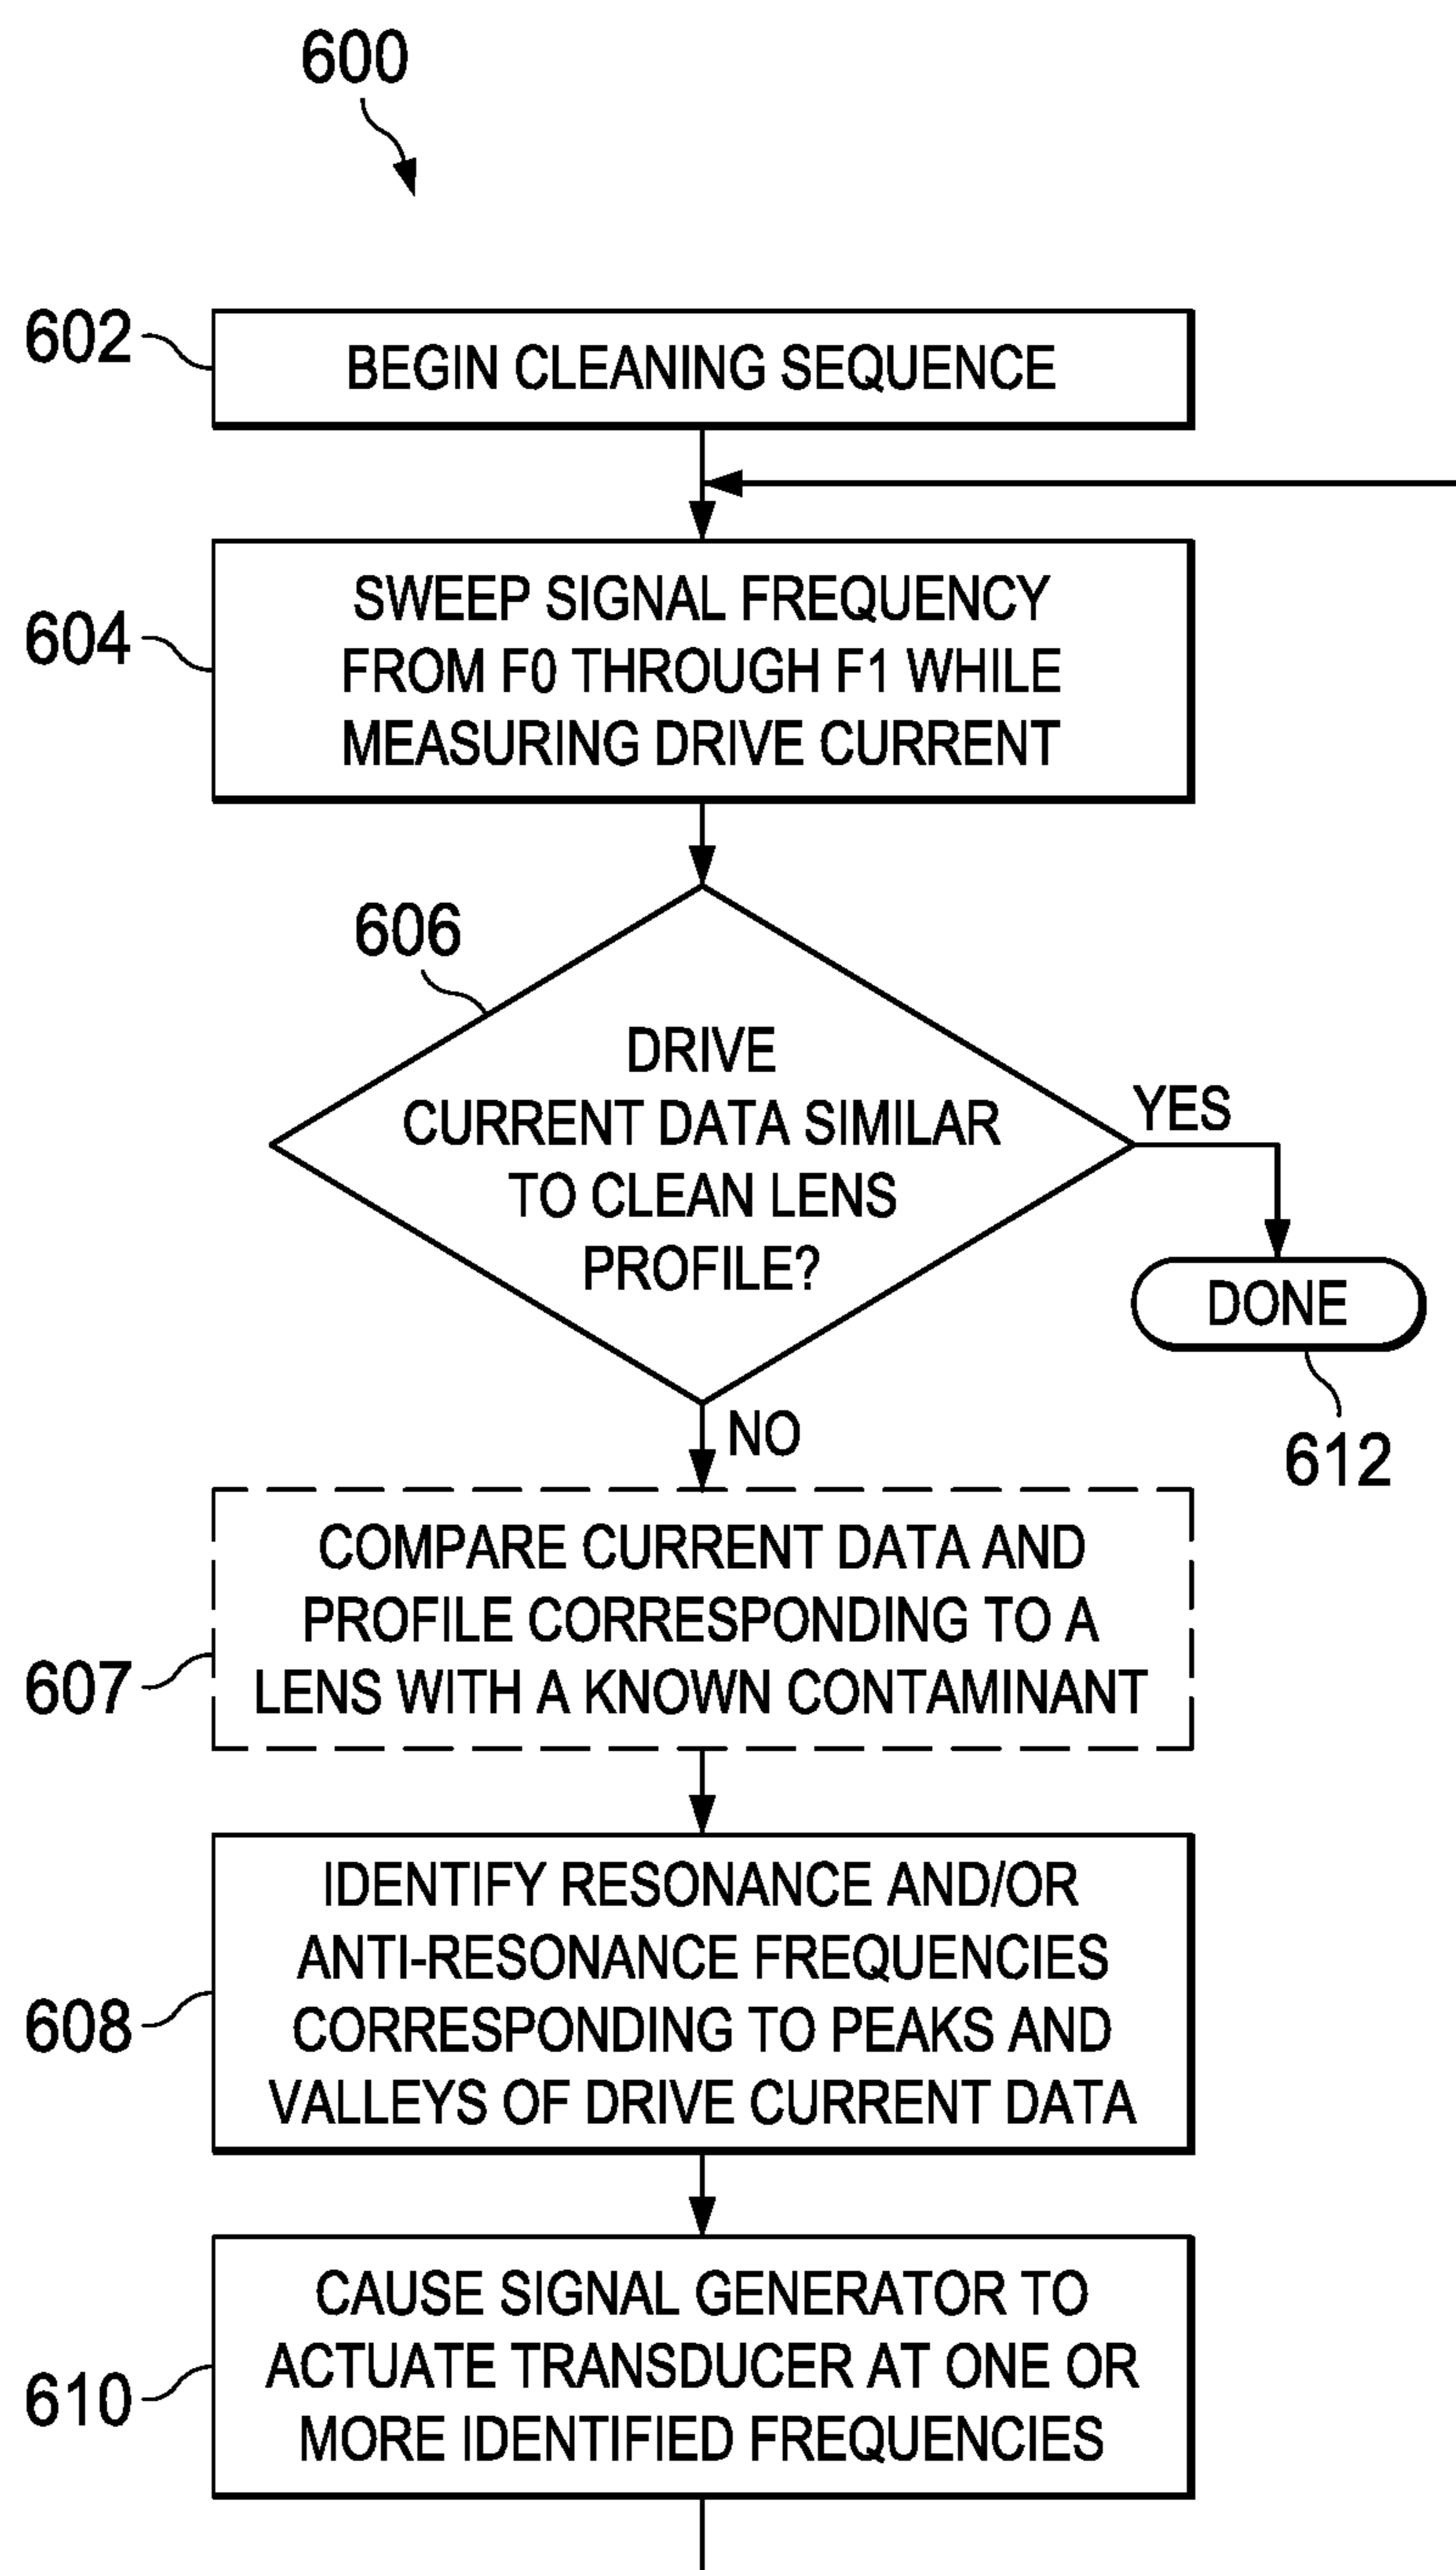 600
602
BEGIN CLEANING SEQUENCE
604
SWEEP SIGNAL FREQUENCY
FROM F0 THROUGH F1 WHILE
MEASURING DRIVE CURRENT
606
DRIVE
CURRENT DATA SIMILAR
TO CLEAN LENS
PROFILE?
YES
DONE
612
NO
607
COMPARE CURRENT DATA AND
PROFILE CORRESPONDING TO A
LENS WITH A KNOWN CONTAMINANT
608
IDENTIFY RESONANCE AND/OR
ANTI-RESONANCE FREQUENCIES
CORRESPONDING TO PEAKS AND
VALLEYS OF DRIVE CURRENT DATA
610
CAUSE SIGNAL GENERATOR TO
ACTUATE TRANSDUCER AT ONE OR
MORE IDENTIFIED FREQUENCIES